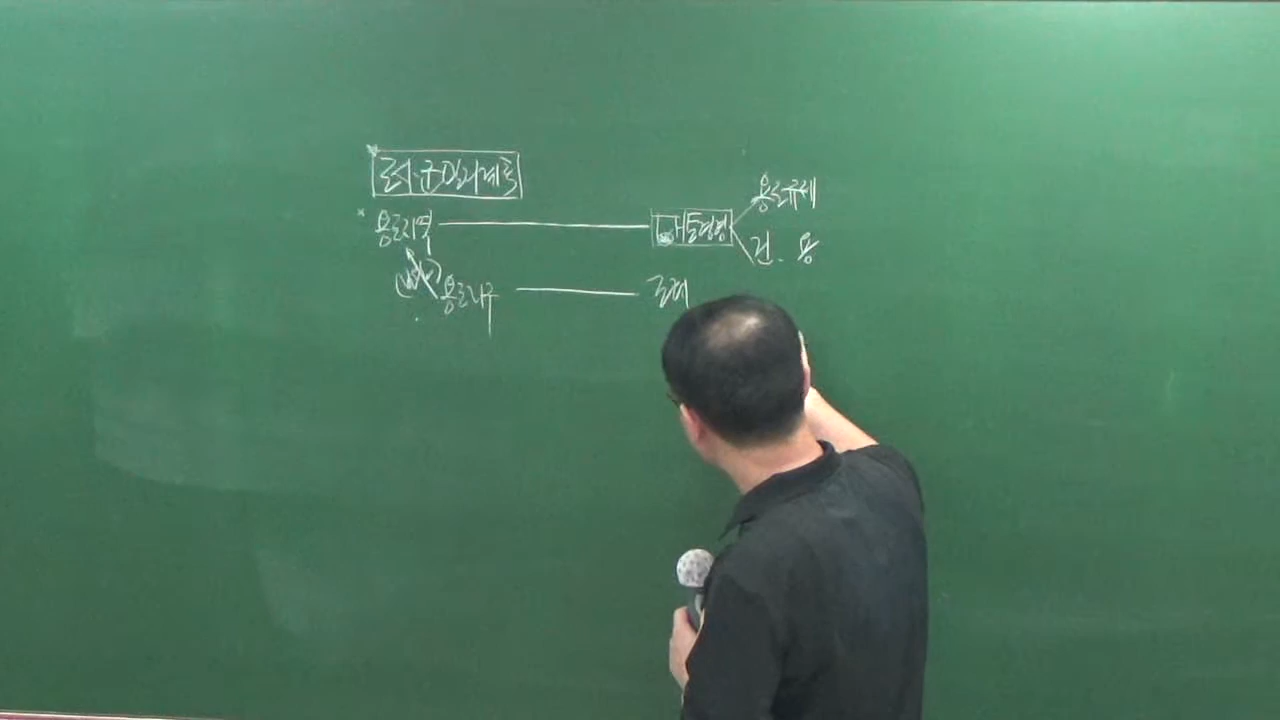 도시·군관리계획
용도지역 대통령령 용도규제
건. 용
용도지구 조례